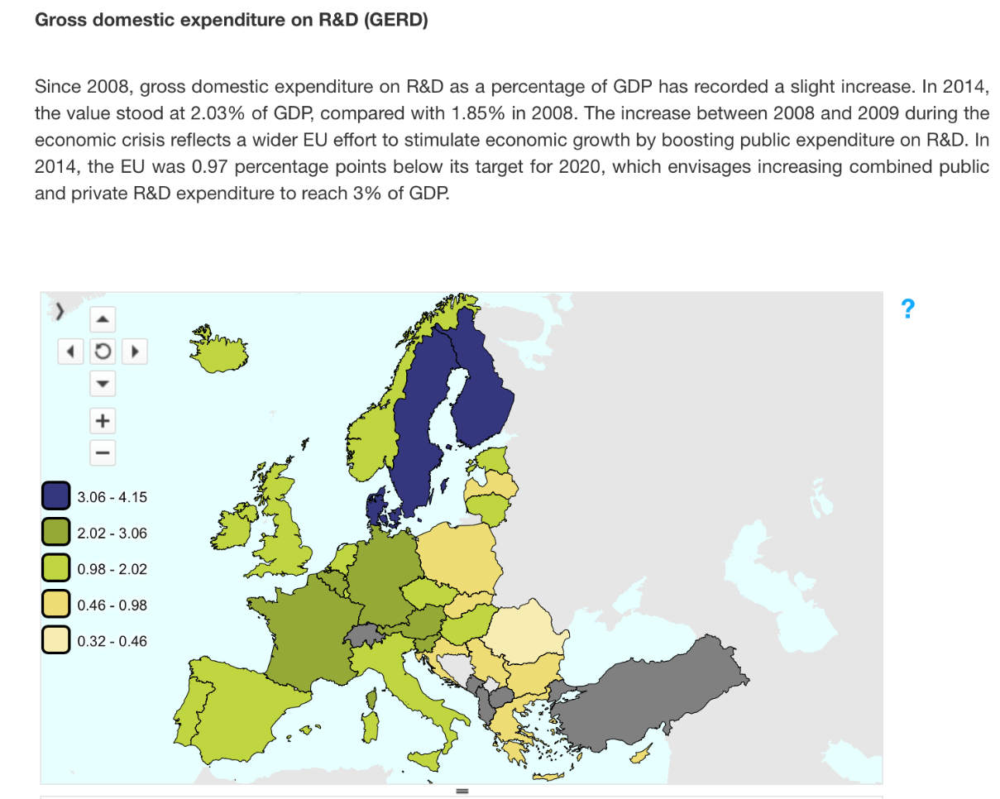 Gross domestic expenditure on R&D (GERD)
Since 2008, gross domestic expenditure on R&D as a percentage of GDP has recorded a slight increase. In 2014,
the value stood at 2.03% of GDP, compared with 1.85% in 2008. The increase between 2008 and 2009 during the
economic crisis reflects a wider EU effort to stimulate economic growth by boosting public expenditure on R&D. In
2014, the EU was 0.97 percentage points below its target for 2020, which envisages increasing combined public
and private R&D expenditure to reach 3% of GDP.
?
3.06 - 4.15
2.02 - 3.06
0.98 - 2.02
0.46 - 0.98
0.32 - 0.46